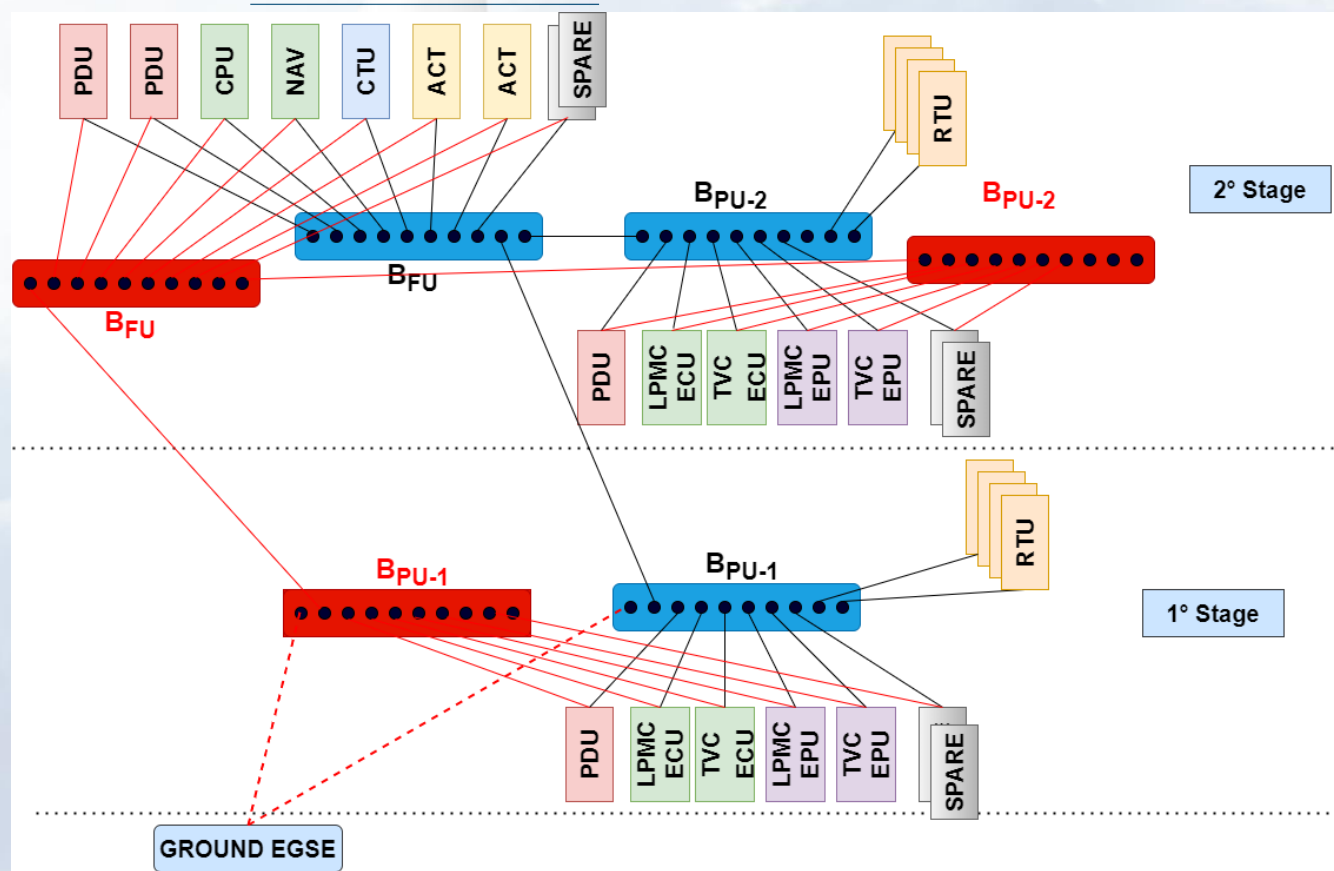 PDU
PDU
CPU
NAV
CTU
ACT
ACT
SPARE
RTU
BPU-2
BPU-2
2° Stage
BFU
BFU
PDU
LPMC ECU
TVC ECU
LPMC EPU
TVC EPU
SPARE
RTU
BPU-1
BPU-1
1° Stage
PDU
LPMC ECU
TVC ECU
LPMC EPU
TVC EPU
SPARE
GROUND EGSE